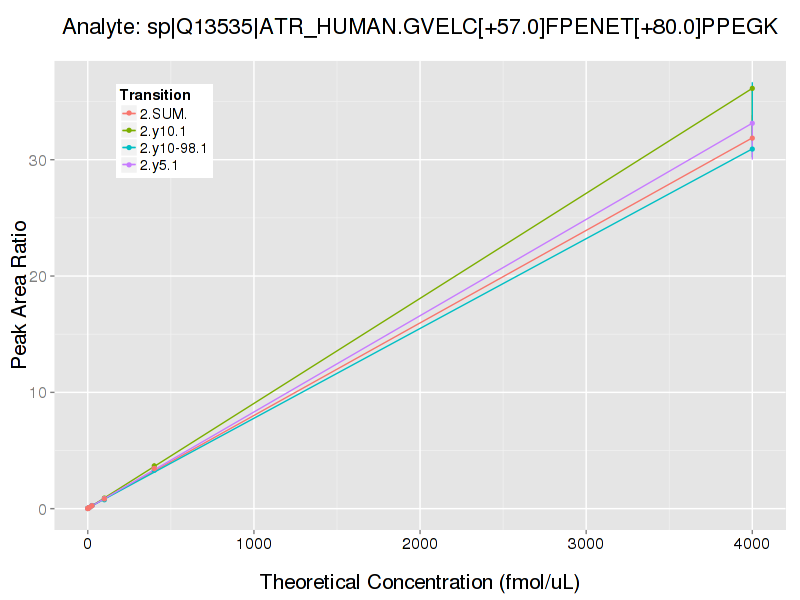 Analyte: sp|Q13535|ATR_HUMAN.GVELC[+57.0]FPENET[+80.0]PPEGK
Transition
2.SUM.
2.y10.1
2.y10-98.1
2.y5.1
Peak Area Ratio
30
20
10
0
0 1000 2000 3000 4000
Theoretical Concentration (fmol/uL)